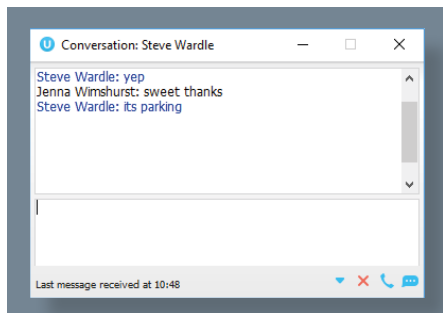 U Conversation: Steve Wardle
Steve Wardle: yep
Jenna Wimshurst: sweet thanks
Steve Wardle: its parking
Last message received at 10:48